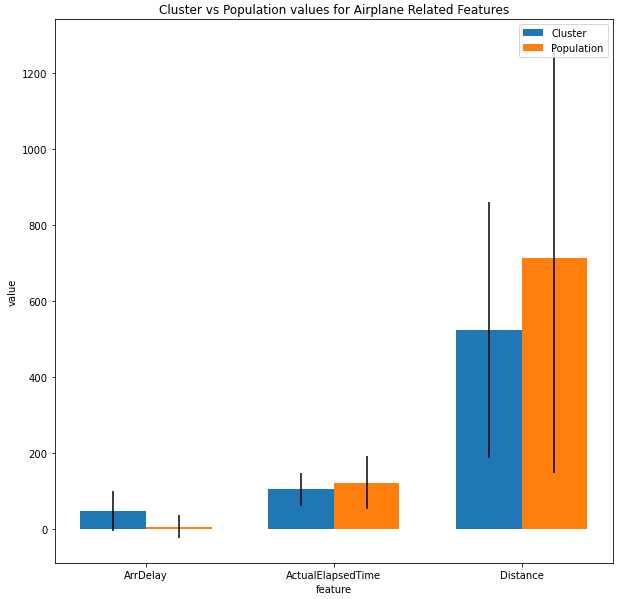 Cluster vs Population values for Airplane Related Features
Cluster
Population
1200
1000
800
600
400
200
0
value
ArrDelay
ActualElapsedTime
Distance
feature